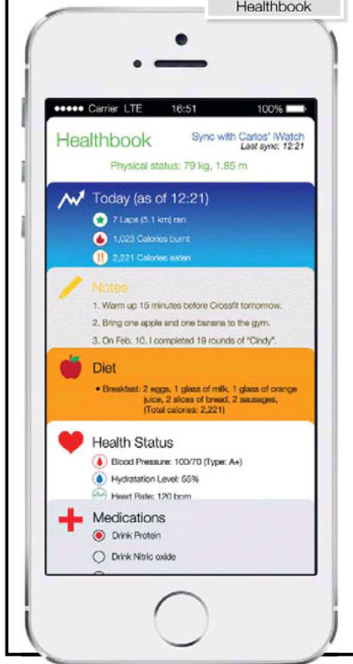 Healthbook
Carrier LTE 16:51 100%
Healthbook
Sync with Carlos' iWatch
Last sync: 12:21
Physical status: 79 kg, 1.85 m
Today (as of 12:21)
7 Laps (5.1 km) ran
1,023 Calories burnt
2,221 Calories eaten
Notes
1. Warm up 15 minutes before Crossfit tomorrow.
2. Bring one apple and one banana to the gym.
3. On Feb. 10, I completed 19 rounds of "Cindy".
Diet
• Breakfast: 2 eggs, 1 glass of milk, 1 glass of orange
juice, 2 slices of bread, 2 sausages,
(Total calories: 2,221)
Health Status
Blood Pressure: 100/70 (Type: A+)
Hydratation Level: 55%
Heart Rate: 120 bpm
Medications
Drink Protein
Drink Nitric oxide